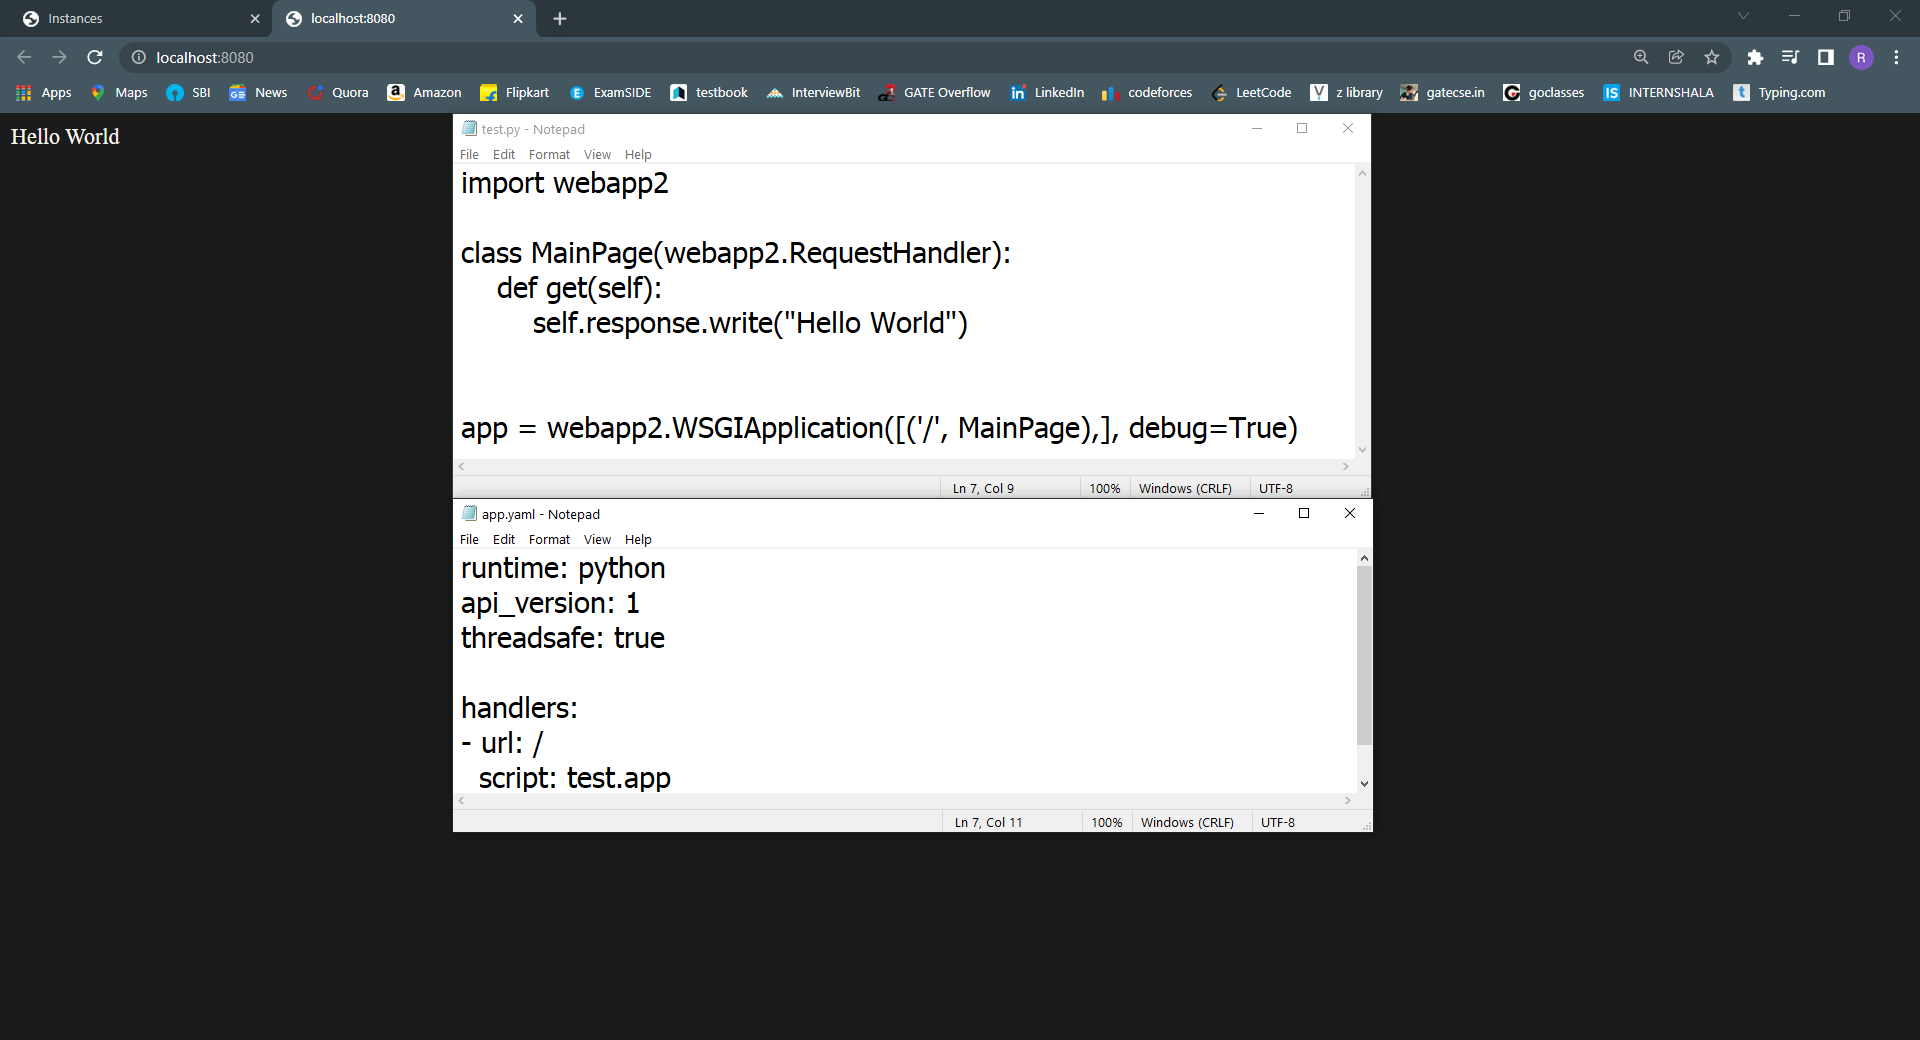 Instances
localhost:8080
localhost:8080
R
Apps Maps SBI News Quora Amazon Flipkart ExamSIDE testbook InterviewBit GATE Overflow LinkedIn codeforces LeetCode z library gatecse.in goclasses INTERNSHALA Typing.com
Hello World
test.py - Notepad
File Edit Format View Help
import webapp2
class MainPage(webapp2.RequestHandler):
def get(self):
self.response.write("Hello World")
app = webapp2.WSGIApplication([('/', MainPage),], debug=True)
Ln 7, Col 9 100% Windows (CRLF) UTF-8
app.yaml - Notepad
File Edit Format View Help
runtime: python
api_version: 1
threadsafe: true
handlers:
- url: /
script: test.app
Ln 7, Col 11 100% Windows (CRLF) UTF-8